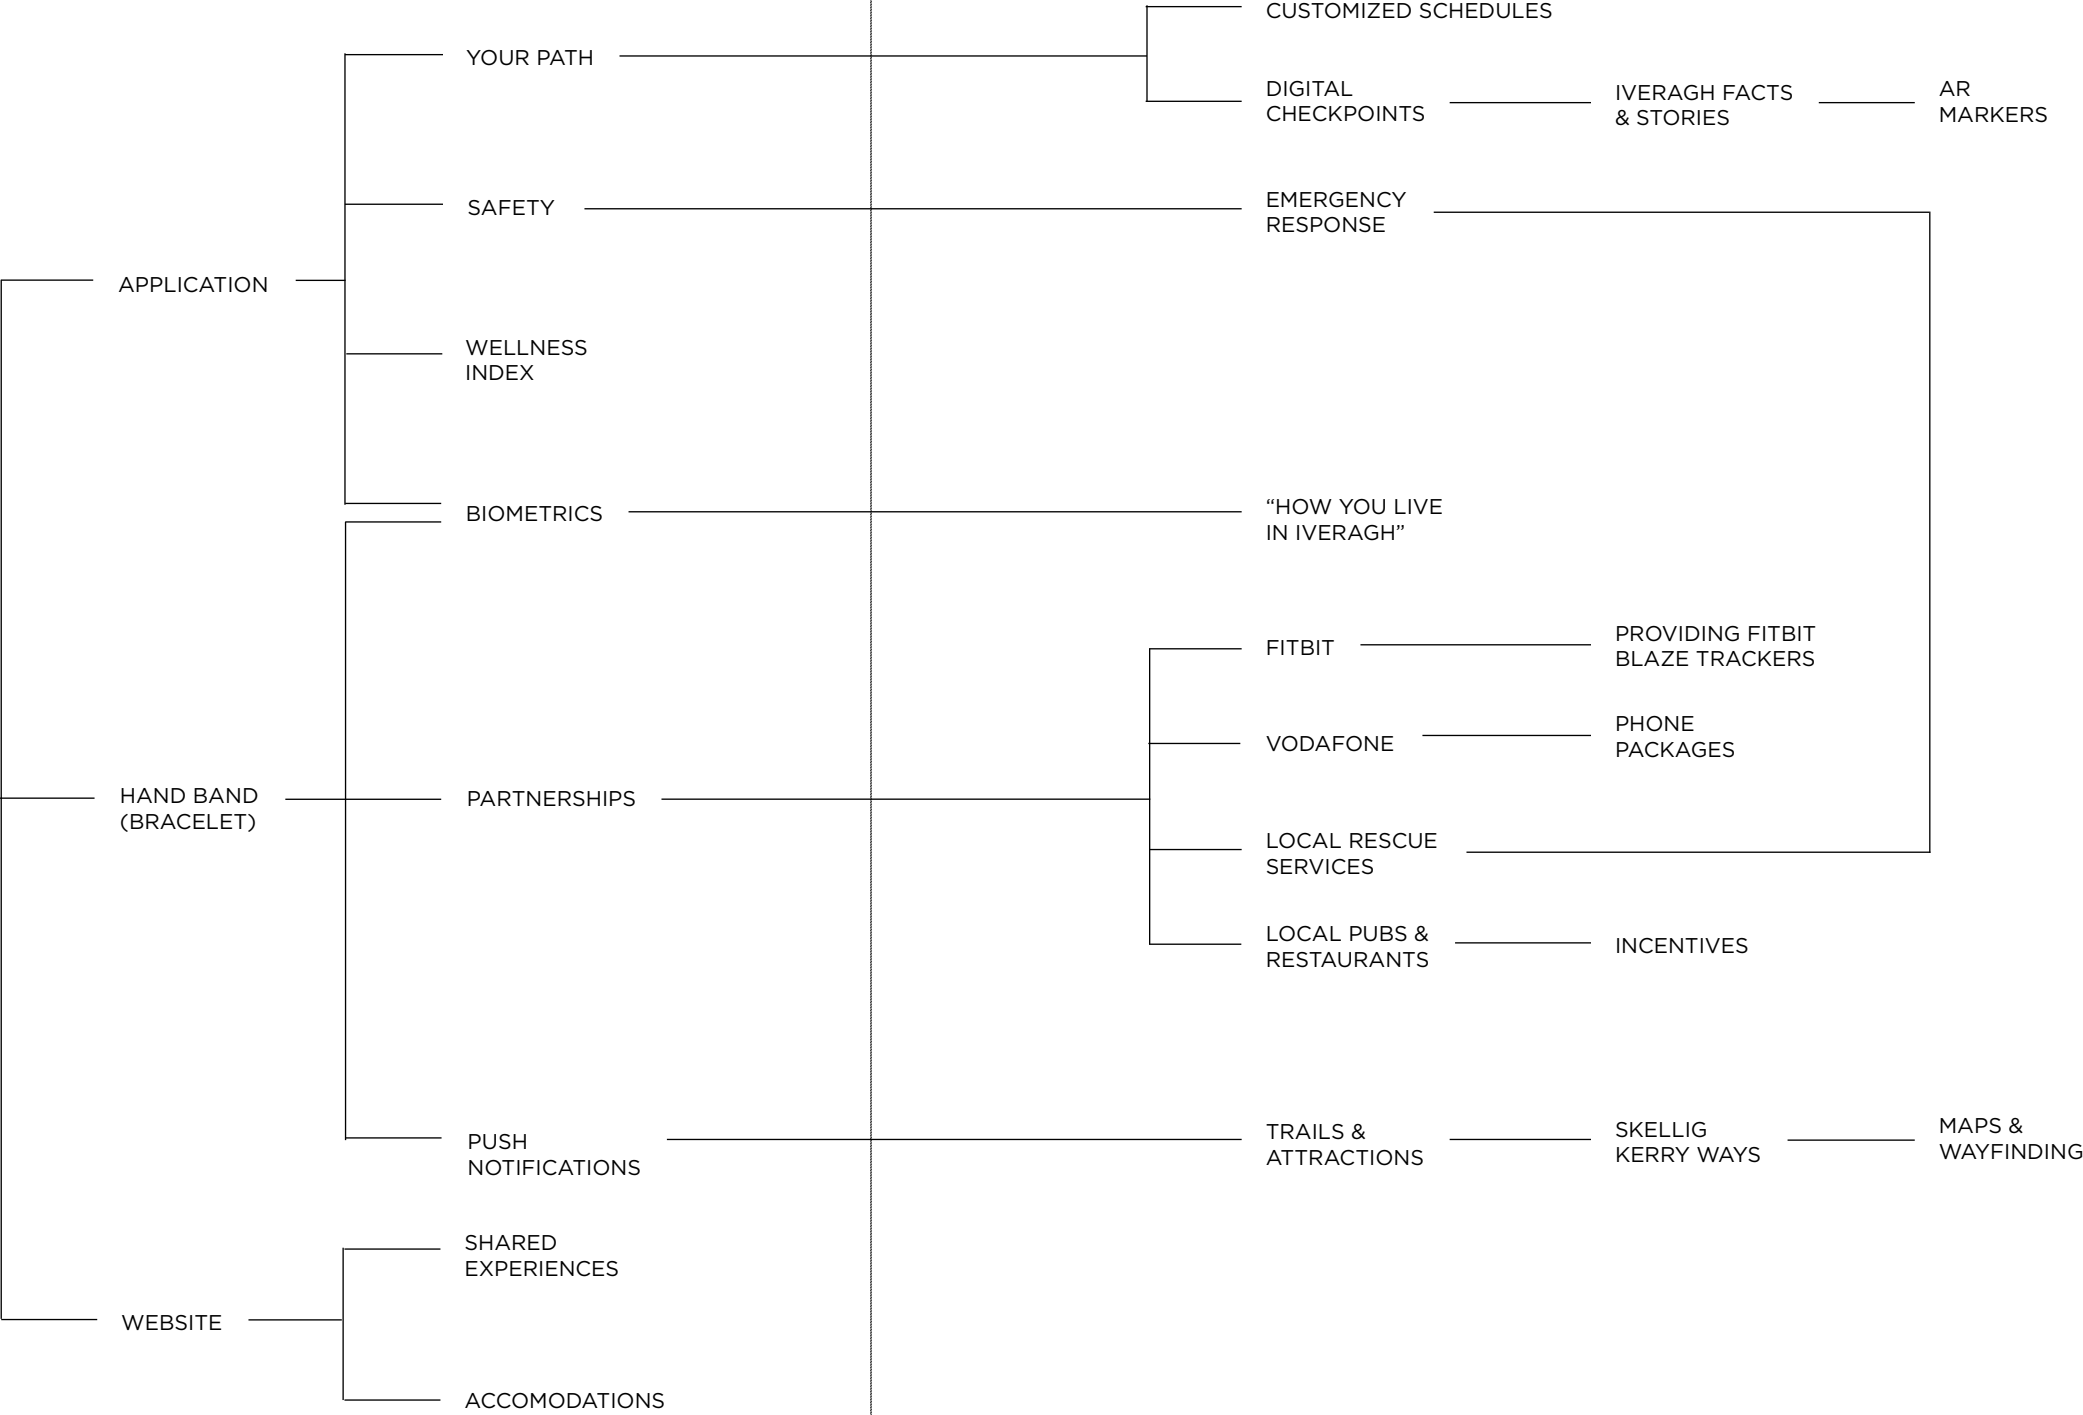 CUSTOMIZED SCHEDULES
YOUR PATH
DIGITAL
CHECKPOINTS
IVERAGH FACTS
& STORIES
AR
MARKERS
SAFETY
EMERGENCY
RESPONSE
APPLICATION
WELLNESS
INDEX
BIOMETRICS
“HOW YOU LIVE
IN IVERAGH”
FITBIT
PROVIDING FITBIT
BLAZE TRACKERS
VODAFONE
PHONE
PACKAGES
HAND BAND
(BRACELET)
PARTNERSHIPS
LOCAL RESCUE
SERVICES
LOCAL PUBS &
RESTAURANTS
INCENTIVES
PUSH
NOTIFICATIONS
TRAILS &
ATTRACTIONS
SKELLIG
KERRY WAYS
MAPS &
WAYFINDING
SHARED
EXPERIENCES
WEBSITE
ACCOMODATIONS